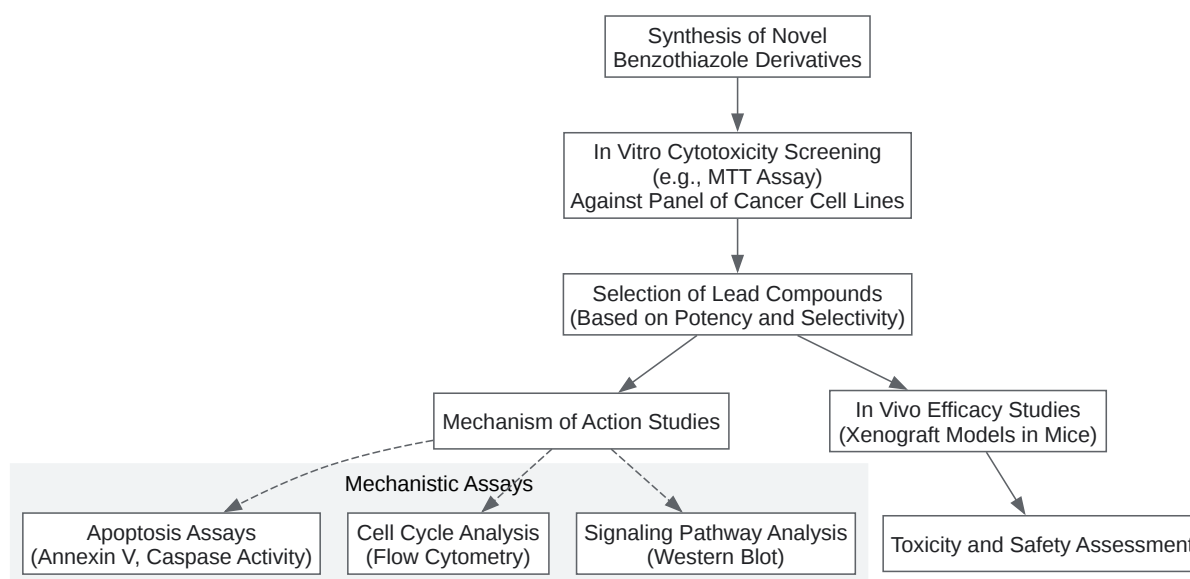 Synthesis of Novel
Benzothiazole Derivatives
In Vitro Cytotoxicity Screening
(e.g., MTT Assay)
Against Panel of Cancer Cell Lines
Selection of Lead Compounds
(Based on Potency and Selectivity)
Mechanism of Action Studies
In Vivo Efficacy Studies
(Xenograft Models in Mice)
Mechanistic Assays
Apoptosis Assays
(Annexin V, Caspase Activity)
Cell Cycle Analysis
(Flow Cytometry)
Signaling Pathway Analysis
(Western Blot)
Toxicity and Safety Assessment